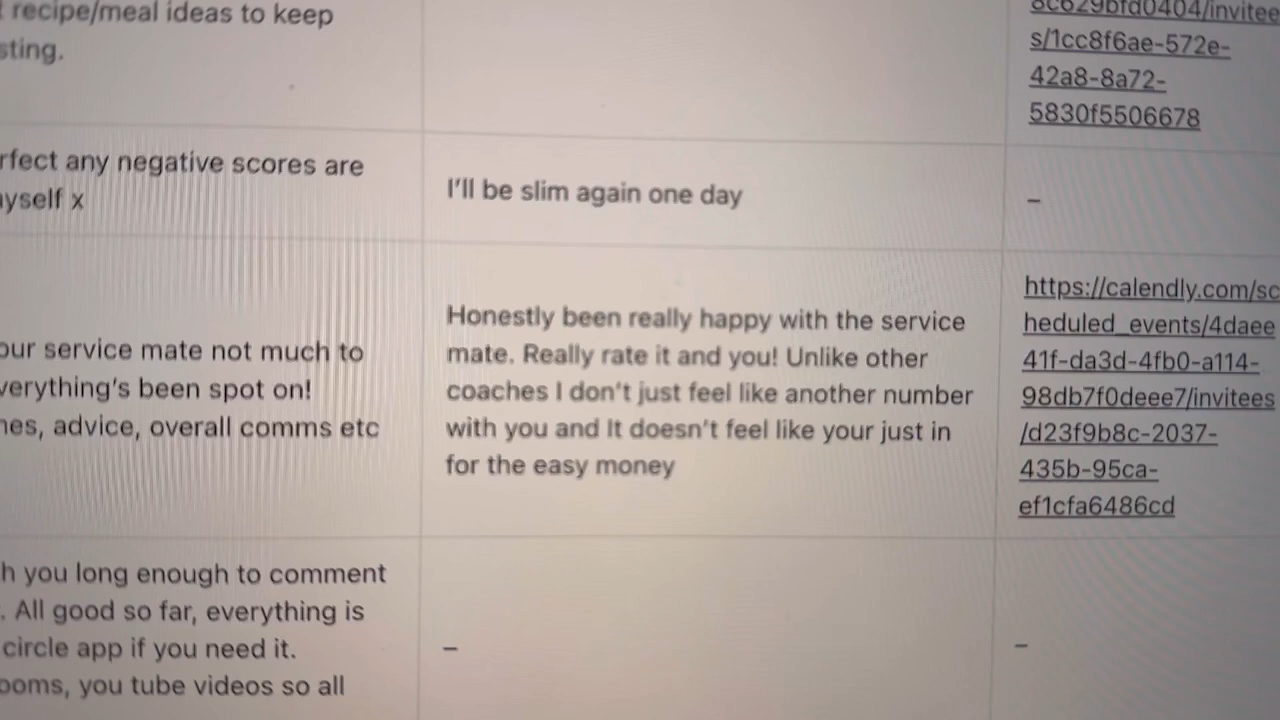 recipe/meal ideas to keep
sting.
s/1cc8f6ae-572e-
42a8-8a72-
5830f5506678
rfect any negative scores are
yself x
I'll be slim again one day
–
our service mate not much to
verything's been spot on!
nes, advice, overall comms etc
Honestly been really happy with the service
mate. Really rate it and you! Unlike other
coaches I don't just feel like another number
with you and It doesn't feel like your just in
for the easy money
https://calendly.com/sc
heduled_events/4daee
41f-da3d-4fb0-a114-
98db7f0deee7/invitees
/d23f9b8c-2037-
435b-95ca-
ef1cfa6486cd
h you long enough to comment
. All good so far, everything is
circle app if you need it.
ooms, you tube videos so all
–
–